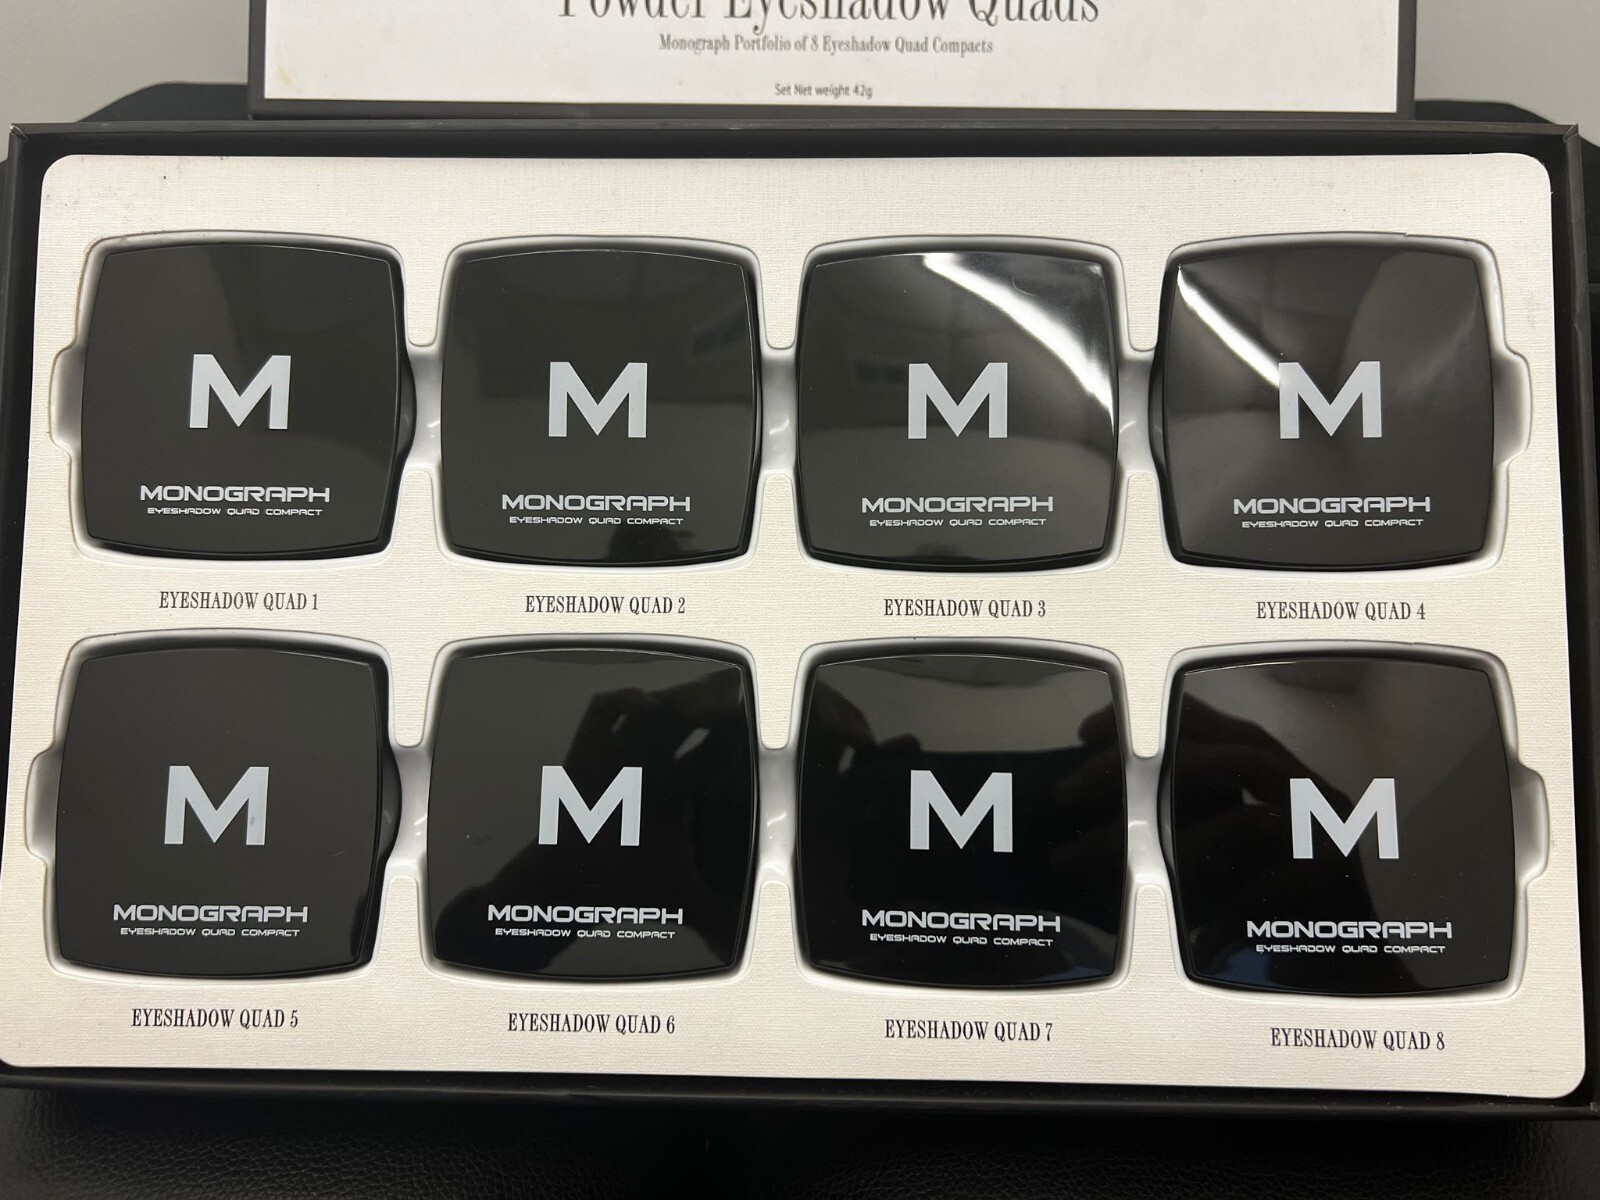 Powder Eyeshadow Quads
Monograph Portfolio of 8 Eyeshadow Quad Compacts
Set Net weight 42g
M
MONOGRAPH
EYESHADOW QUAD COMPACT
M
MONOGRAPH
EYESHADOW QUAD COMPACT
M
MONOGRAPH
EYESHADOW QUAD COMPACT
M
MONOGRAPH
EYESHADOW QUAD COMPACT
EYESHADOW QUAD 1
EYESHADOW QUAD 2
EYESHADOW QUAD 3
EYESHADOW QUAD 4
M
MONOGRAPH
EYESHADOW QUAD COMPACT
M
MONOGRAPH
EYESHADOW QUAD COMPACT
M
MONOGRAPH
EYESHADOW QUAD COMPACT
M
MONOGRAPH
EYESHADOW QUAD COMPACT
EYESHADOW QUAD 5
EYESHADOW QUAD 6
EYESHADOW QUAD 7
EYESHADOW QUAD 8